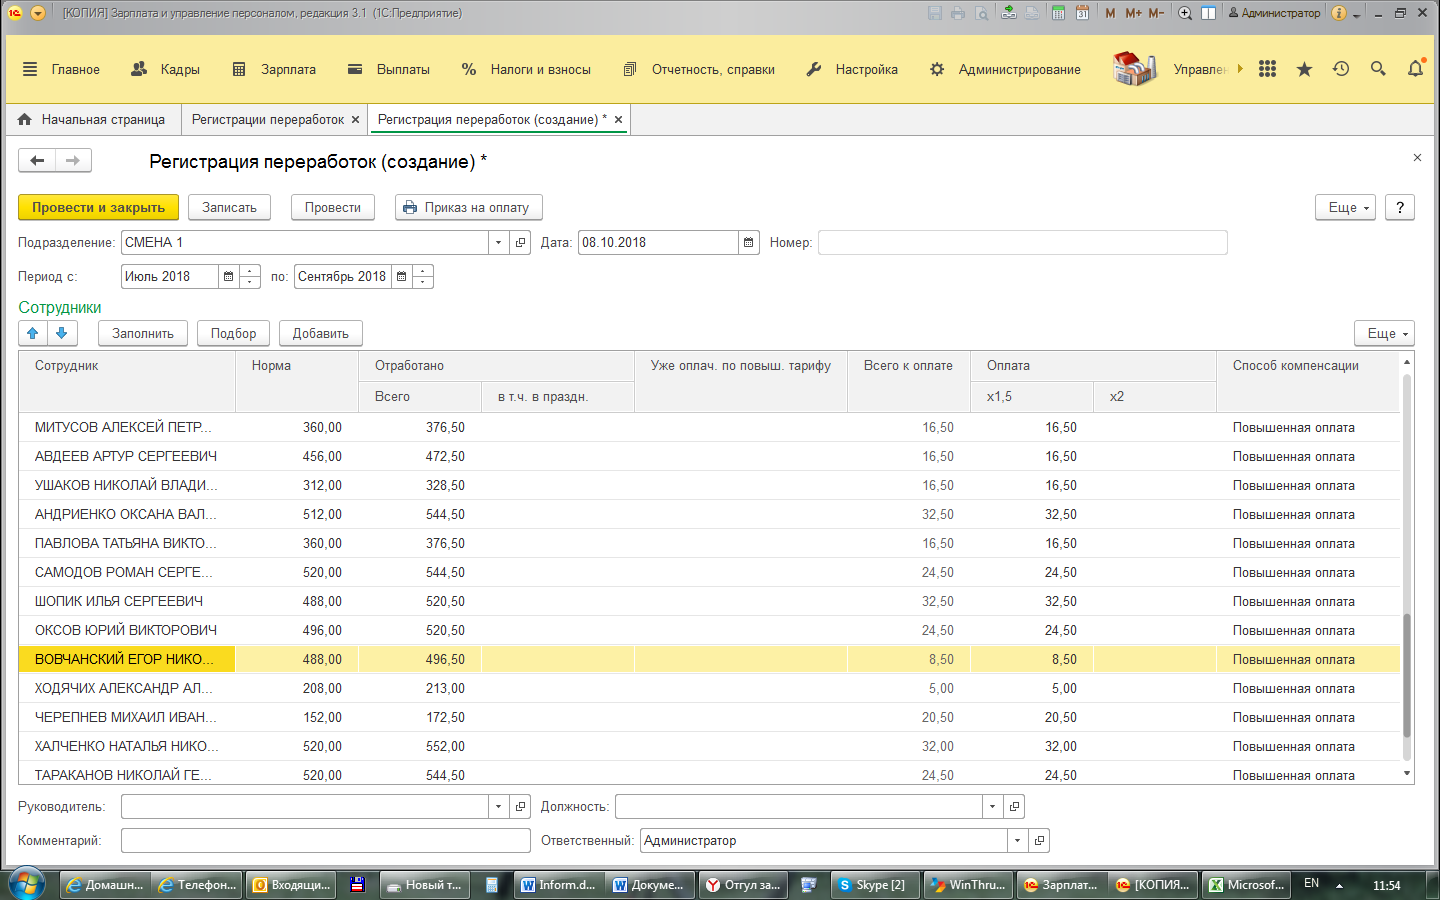 [КОПИЯ] Зарплата и управление персоналом, редакция 3.1 (1С:Предприятие)
M M+ M- Администратор
Главное Кадры Зарплата Выплаты Налоги и взносы Отчетность, справки Настройка Администрирование Управлен
Начальная страница Регистрации переработок × Регистрация переработок (создание) * ×
Регистрация переработок (создание) *
Провести и закрыть Записать Провести Приказ на оплату Еще ?
Подразделение: СМЕНА 1 Дата: 08.10.2018 Номер:
Период с: Июль 2018 по: Сентябрь 2018
Сотрудники
Заполнить Подбор Добавить Еще
Сотрудник Норма Отработано Уже оплач. по повыш. тарифу Всего к оплате Оплата Способ компенсации
Всего в т.ч. в праздн. x1,5 x2
МИТУСОВ АЛЕКСЕЙ ПЕТР... 360,00 376,50 16,50 16,50 Повышенная оплата
АВДЕЕВ АРТУР СЕРГЕЕВИЧ 456,00 472,50 16,50 16,50 Повышенная оплата
УШАКОВ НИКОЛАЙ ВЛАДИ... 312,00 328,50 16,50 16,50 Повышенная оплата
АНДРИЕНКО ОКСАНА ВАЛ... 512,00 544,50 32,50 32,50 Повышенная оплата
ПАВЛОВА ТАТЬЯНА ВИКТО... 360,00 376,50 16,50 16,50 Повышенная оплата
САМОДОВ РОМАН СЕРГЕ... 520,00 544,50 24,50 24,50 Повышенная оплата
ШОПИК ИЛЬЯ СЕРГЕЕВИЧ 488,00 520,50 32,50 32,50 Повышенная оплата
ОКСОВ ЮРИЙ ВИКТОРОВИЧ 496,00 520,50 24,50 24,50 Повышенная оплата
ВОВЧАНСКИЙ ЕГОР НИКО... 488,00 496,50 8,50 8,50 Повышенная оплата
ХОДЯЧИХ АЛЕКСАНДР АЛ... 208,00 213,00 5,00 5,00 Повышенная оплата
ЧЕРЕПНЕВ МИХАИЛ ИВАН... 152,00 172,50 20,50 20,50 Повышенная оплата
ХАЛЧЕНКО НАТАЛЬЯ НИКО... 520,00 552,00 32,00 32,00 Повышенная оплата
ТАРАКАНОВ НИКОЛАЙ ГЕ... 520,00 544,50 24,50 24,50 Повышенная оплата
Руководитель: Должность:
Комментарий: Ответственный: Администратор
Домашн... Телефон... Входящи... Новый т... Inform.d... Докуме... Отгул за... Skype [2] WinThru... Зарплат... [КОПИЯ... Microsof... EN 11:54